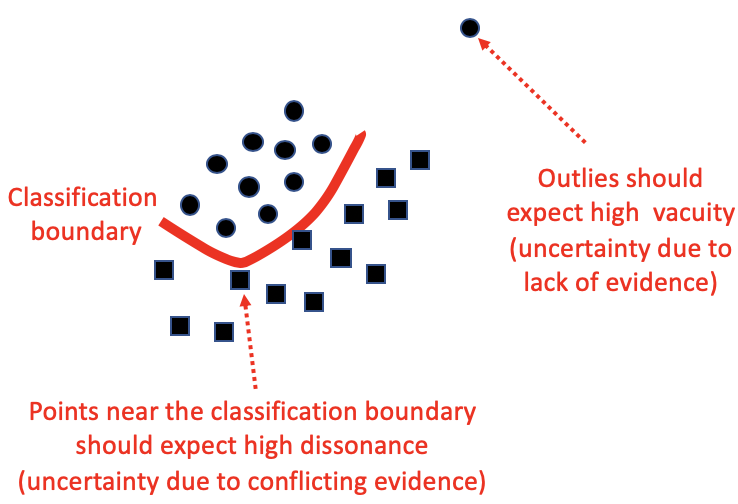 Classification
boundary
Outlies should
expect high  vacuity
(uncertainty due to
lack of evidence)
Points near the classification boundary
should expect high dissonance
(uncertainty due to conflicting evidence)